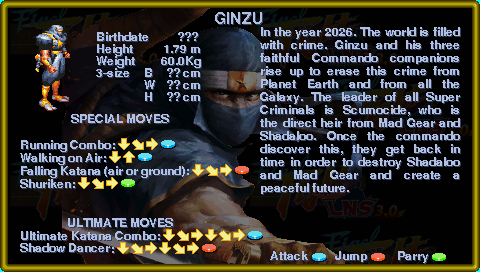 GINZU
Birthdate ???
Height 1.79 m
Weight 60.0Kg
3-size B ?? cm
W ?? cm
H ?? cm
SPECIAL MOVES
Running Combo:
Walking on Air:
Falling Katana (air or ground):
Shuriken:
ULTIMATE MOVES
Ultimate Katana Combo:
Shadow Dancer:
In the year 2026. The world is filled
with crime. Ginzu and his three
faithful Commando companions
rise up to erase this crime from
Planet Earth and from all the
Galaxy. The leader of all Super
Criminals is Scumocide, who is
the direct heir from Mad Gear and
Shadaloo. Once the commando
discover this, they get back in
time in order to destroy Shadaloo
and Mad Gear and create a
peaceful future.
Attack Jump Parry